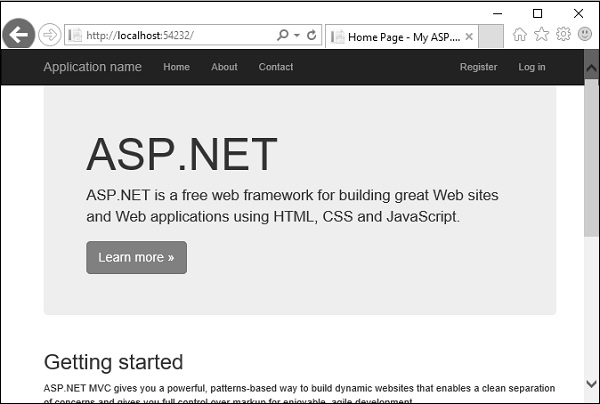 http://localhost:54232/
Home Page - My ASP....
Application name Home About Contact Register Log in
ASP.NET
ASP.NET is a free web framework for building great Web sites
and Web applications using HTML, CSS and JavaScript.
Learn more »
Getting started
ASP.NET MVC gives you a powerful, patterns-based way to build dynamic websites that enables a clean separation
of concerns and gives you full control over markup for enjoyable, agile development.